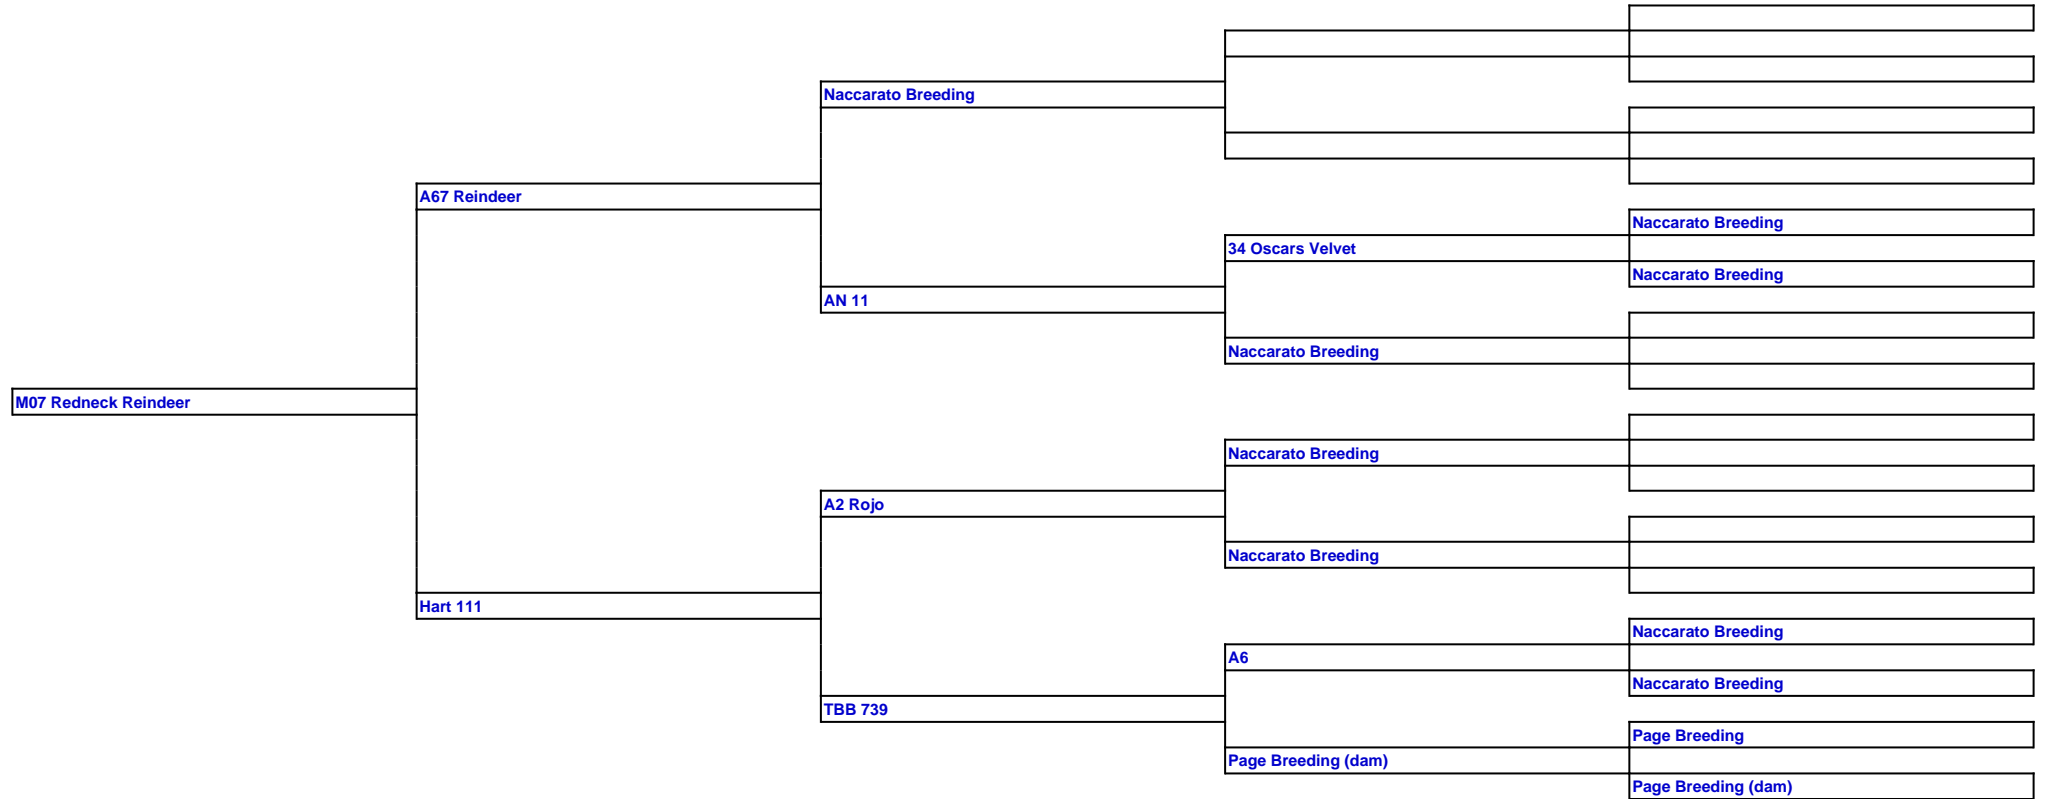 Naccarato Breeding
A67 Reindeer
Naccarato Breeding
34 Oscars Velvet
Naccarato Breeding
AN 11
Naccarato Breeding
M07 Redneck Reindeer
Naccarato Breeding
A2 Rojo
Naccarato Breeding
Hart 111
Naccarato Breeding
A6
Naccarato Breeding
TBB 739
Page Breeding
Page Breeding (dam)
Page Breeding (dam)